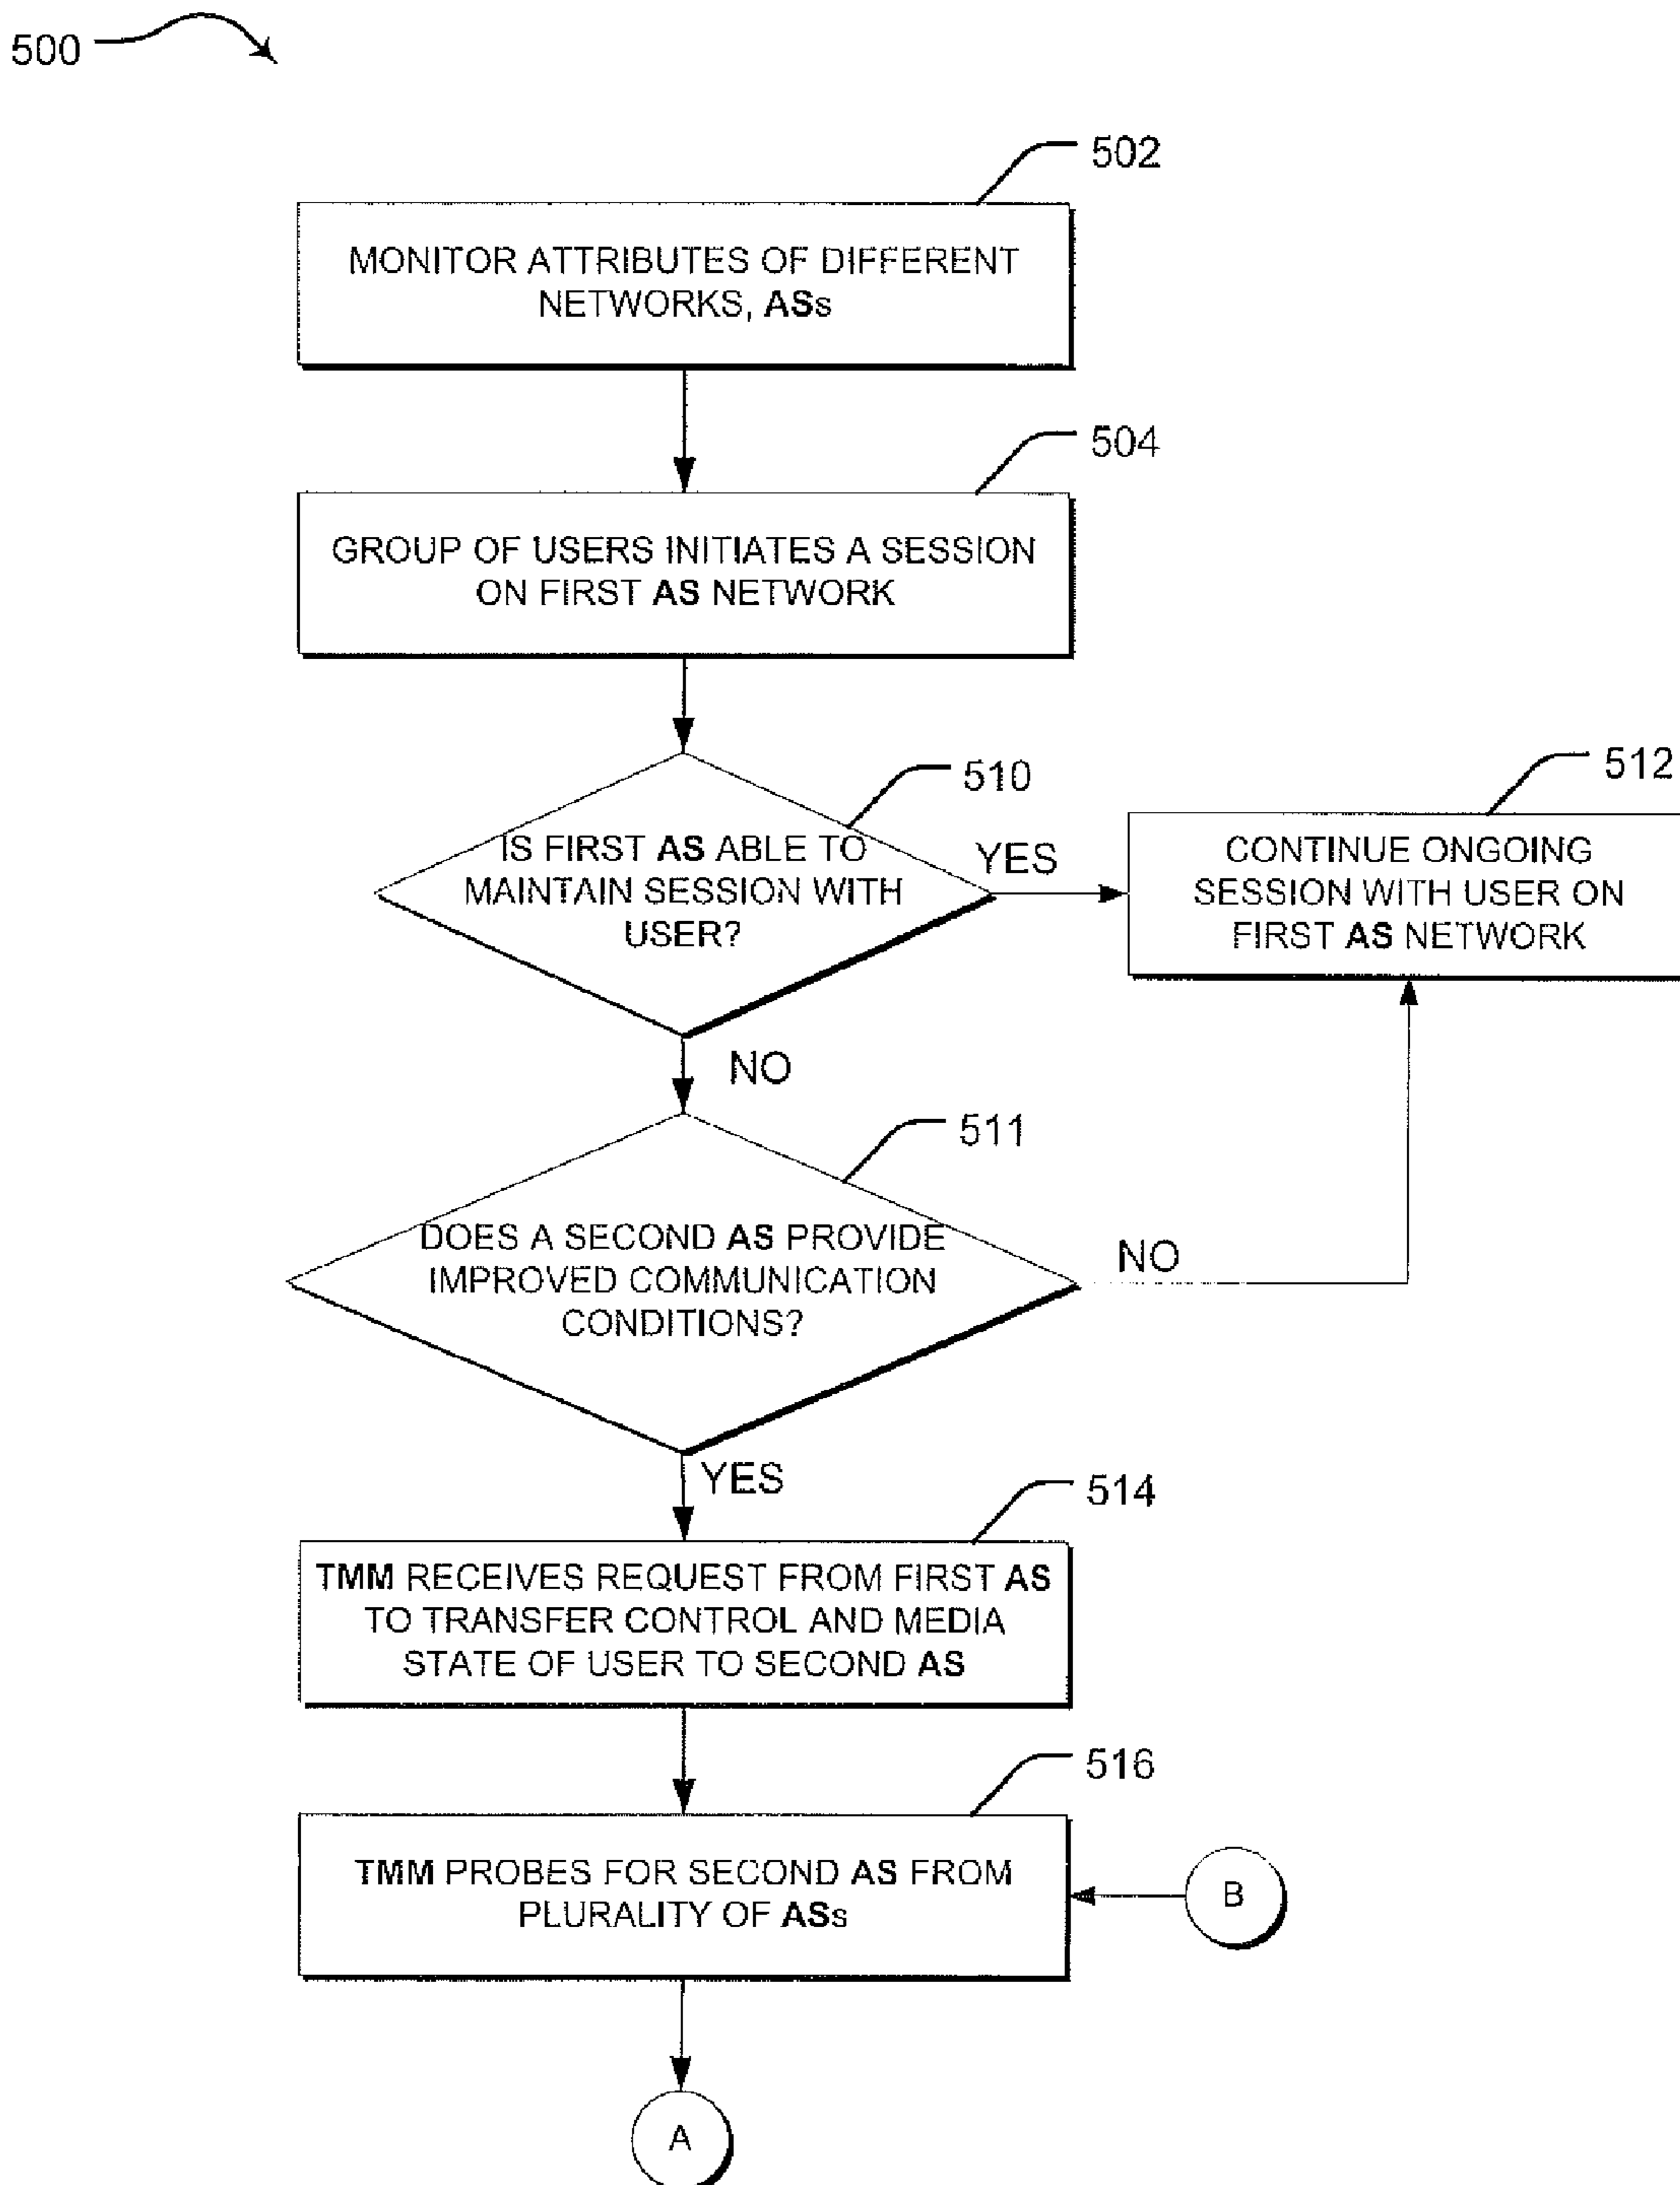 500
502
MONITOR ATTRIBUTES OF DIFFERENT
NETWORKS, ASs
504
GROUP OF USERS INITIATES A SESSION
ON FIRST AS NETWORK
510
IS FIRST AS ABLE TO
MAINTAIN SESSION WITH
USER?
YES
512
CONTINUE ONGOING
SESSION WITH USER ON
FIRST AS NETWORK
NO
511
DOES A SECOND AS PROVIDE
IMPROVED COMMUNICATION
CONDITIONS?
NO
YES
514
TMM RECEIVES REQUEST FROM FIRST AS
TO TRANSFER CONTROL AND MEDIA
STATE OF USER TO SECOND AS
516
TMM PROBES FOR SECOND AS FROM
PLURALITY OF ASs
B
A